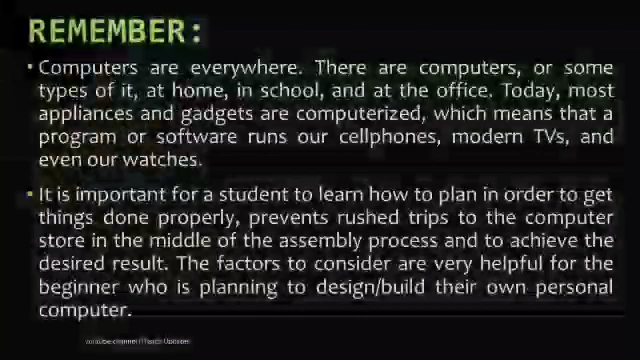 REMEMBER:
• Computers are everywhere. There are computers, or some
types of it, at home, in school, and at the office. Today, most
appliances and gadgets are computerized, which means that a
program or software runs our cellphones, modern TVs, and
even our watches.
• It is important for a student to learn how to plan in order to get
things done properly, prevents rushed trips to the computer
store in the middle of the assembly process and to achieve the
desired result. The factors to consider are very helpful for the
beginner who is planning to design/build their own personal
computer.